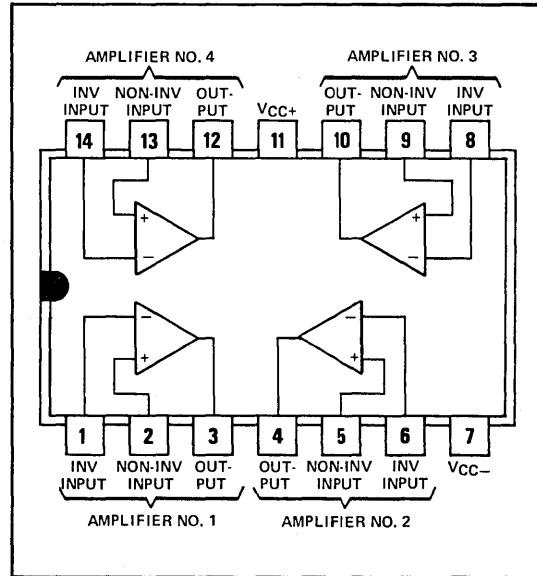 AMPLIFIER NO. 4 AMPLIFIER NO. 3
INV INPUT NON-INV INPUT OUT-PUT VCC+ OUT-PUT NON-INV INPUT INV INPUT
14 13 12 11 10 9 8
+ +
− −
− −
+ +
1 2 3 4 5 6 7
INV INPUT NON-INV INPUT OUT-PUT OUT-PUT NON-INV INPUT INV INPUT VCC−
AMPLIFIER NO. 1 AMPLIFIER NO. 2